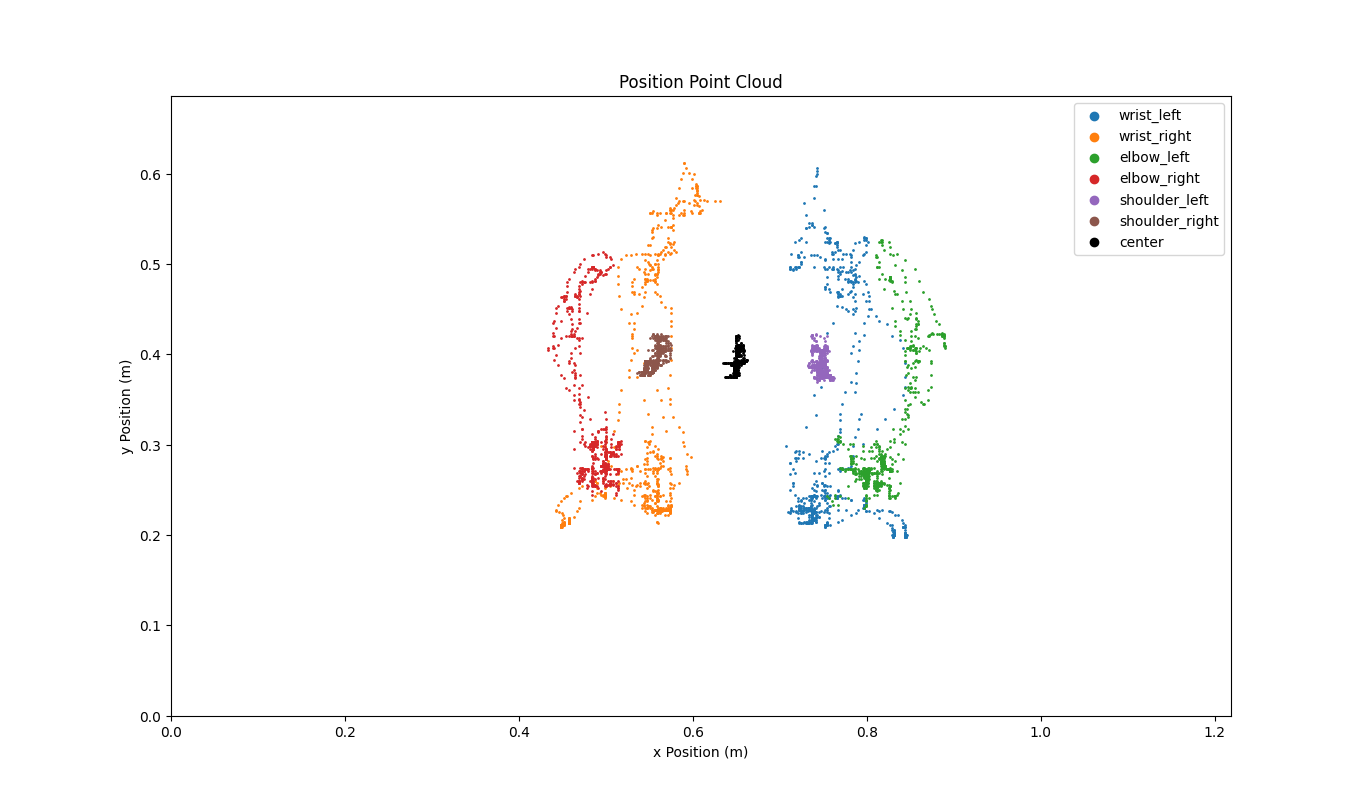 Position Point Cloud
wrist_left
wrist_right
elbow_left
elbow_right
shoulder_left
shoulder_right
center
y Position (m)
0.6
0.5
0.4
0.3
0.2
0.1
0.0
0.0 0.2 0.4 0.6 0.8 1.0 1.2
x Position (m)